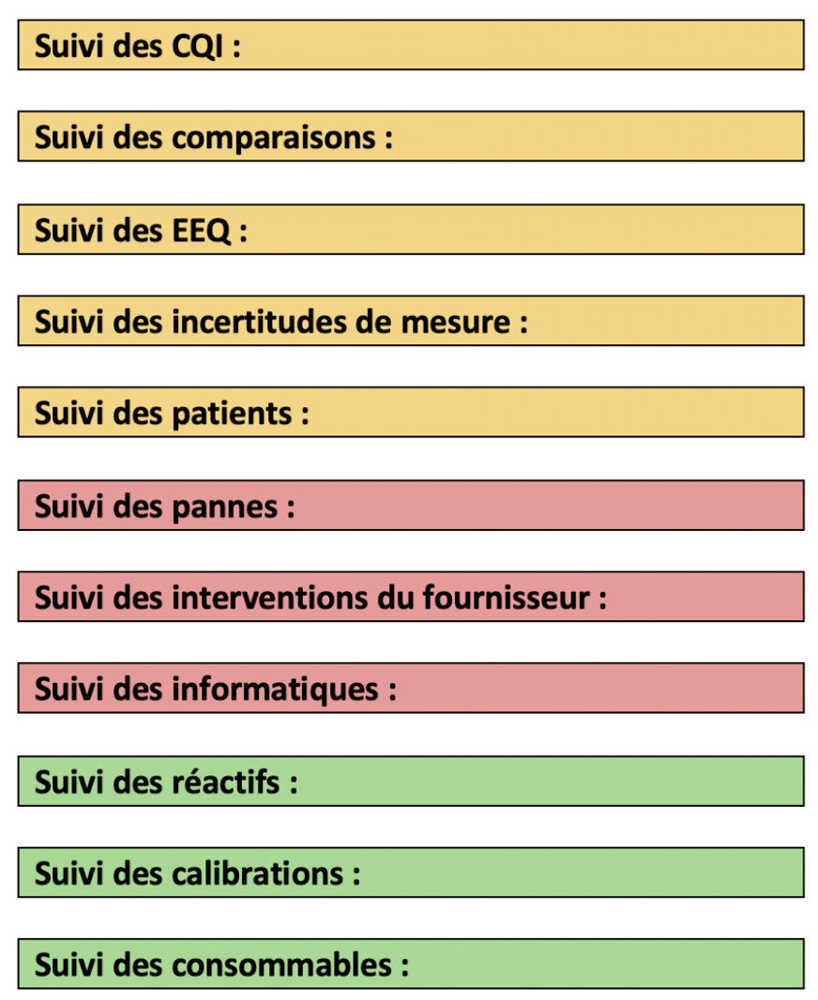 Suivi des CQI :
Suivi des comparaisons :
Suivi des EEQ :
Suivi des incertitudes de mesure :
Suivi des patients :
Suivi des pannes :
Suivi des interventions du fournisseur :
Suivi des informatiques :
Suivi des réactifs :
Suivi des calibrations :
Suivi des consommables :